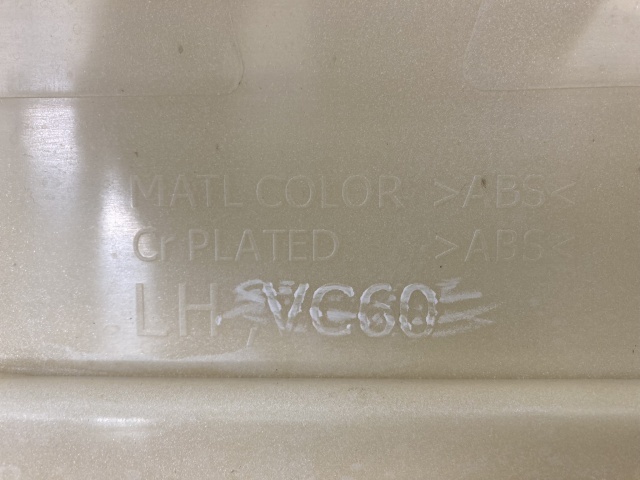 MATL COLOR >ABS<
Cr PLATED >ABS<
LH VC60